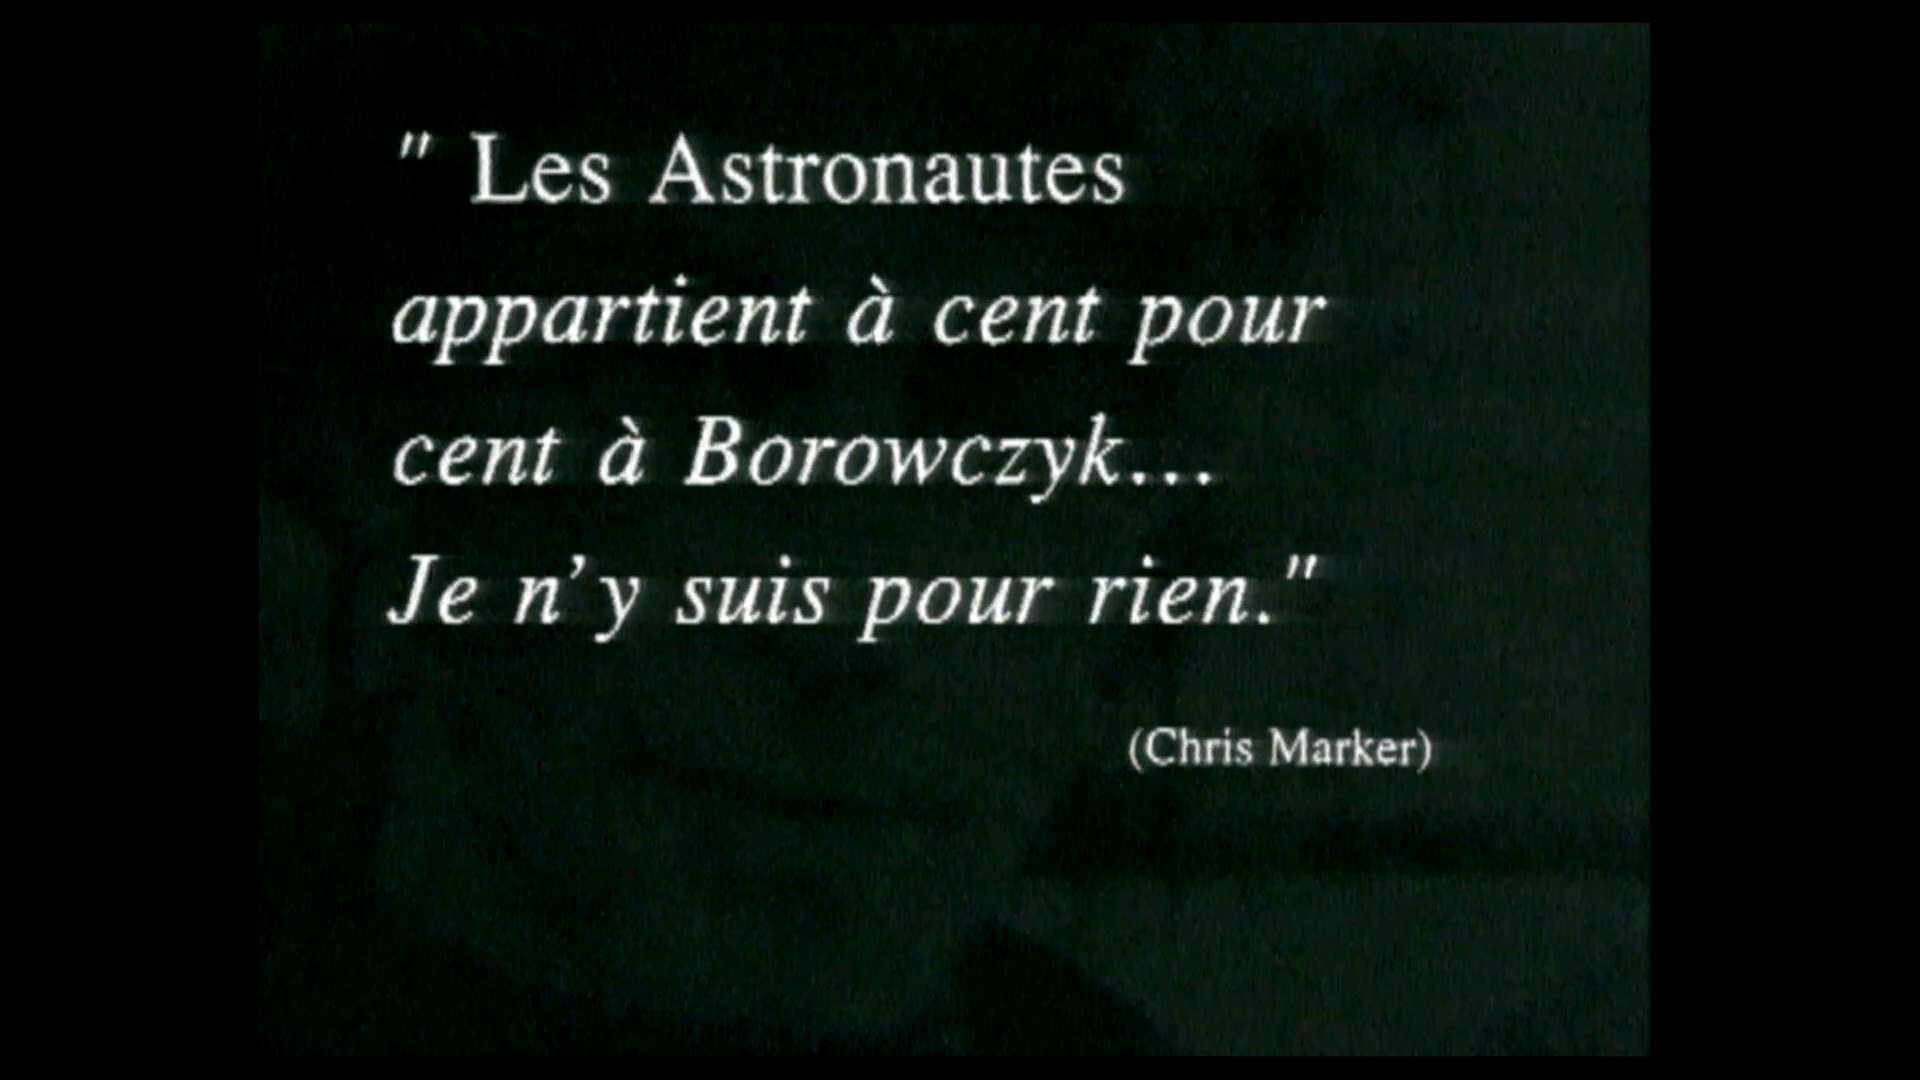 " Les Astronautes
appartient à cent pour
cent à Borowczyk...
Je n'y suis pour rien."
(Chris Marker)